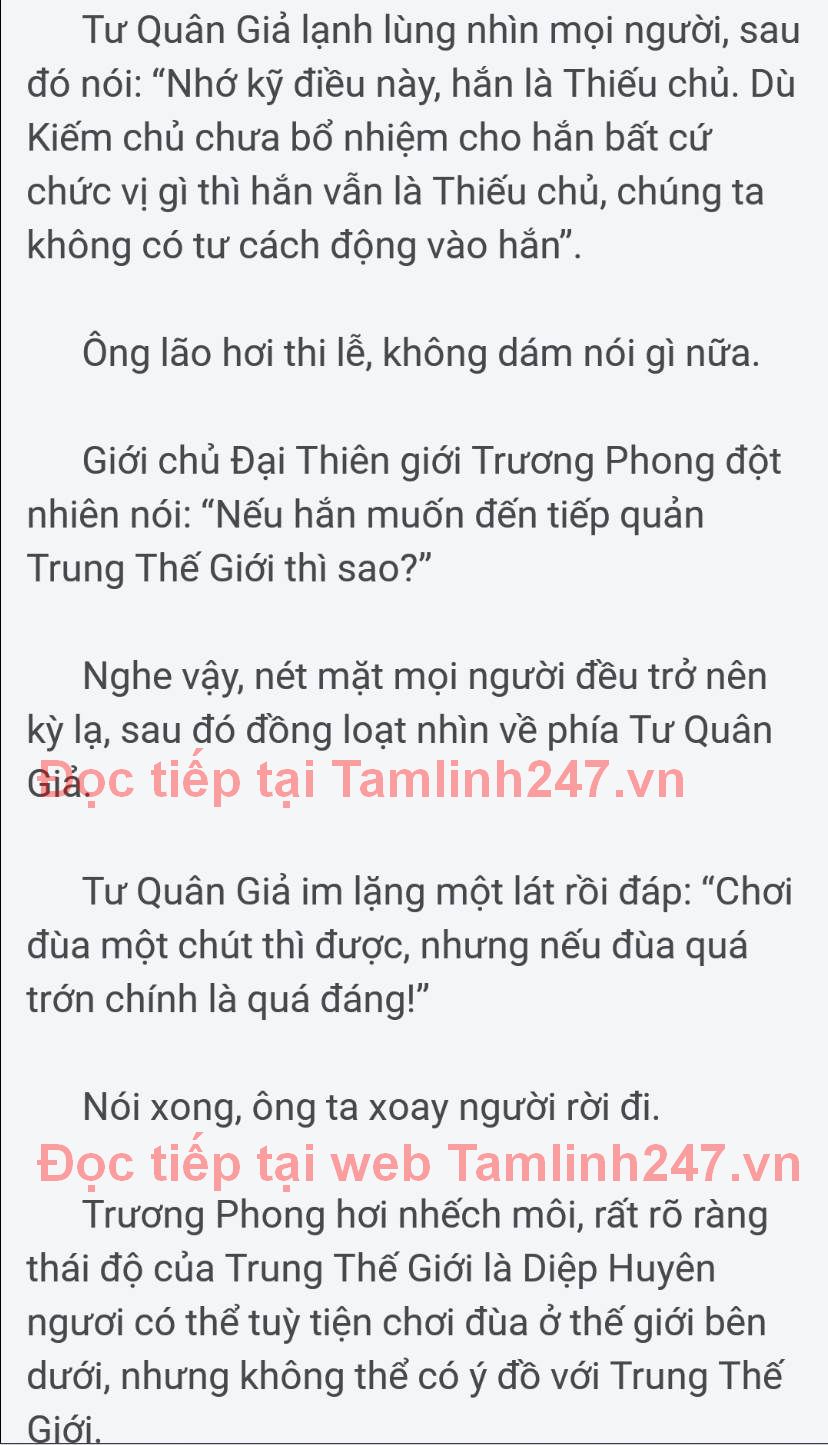 Tư Quân Giả lạnh lùng nhìn mọi người, sau
đó nói: “Nhớ kỹ điều này, hắn là Thiếu chủ. Dù
Kiếm chủ chưa bổ nhiệm cho hắn bất cứ
chức vị gì thì hắn vẫn là Thiếu chủ, chúng ta
không có tư cách động vào hắn”.
Ông lão hơi thi lễ, không dám nói gì nữa.
Giới chủ Đại Thiên giới Trương Phong đột
nhiên nói: “Nếu hắn muốn đến tiếp quản
Trung Thế Giới thì sao?”
Nghe vậy, nét mặt mọi người đều trở nên
kỳ lạ, sau đó đồng loạt nhìn về phía Tư Quân
Giả.
Đọc tiếp tại Tamlinh247.vn
Tư Quân Giả im lặng một lát rồi đáp: “Chơi
đùa một chút thì được, nhưng nếu đùa quá
trớn chính là quá đáng!”
Nói xong, ông ta xoay người rời đi.
Đọc tiếp tại web Tamlinh247.vn
Trương Phong hơi nhếch môi, rất rõ ràng
thái độ của Trung Thế Giới là Diệp Huyên
ngươi có thể tuỳ tiện chơi đùa ở thế giới bên
dưới, nhưng không thể có ý đồ với Trung Thế
Giới.